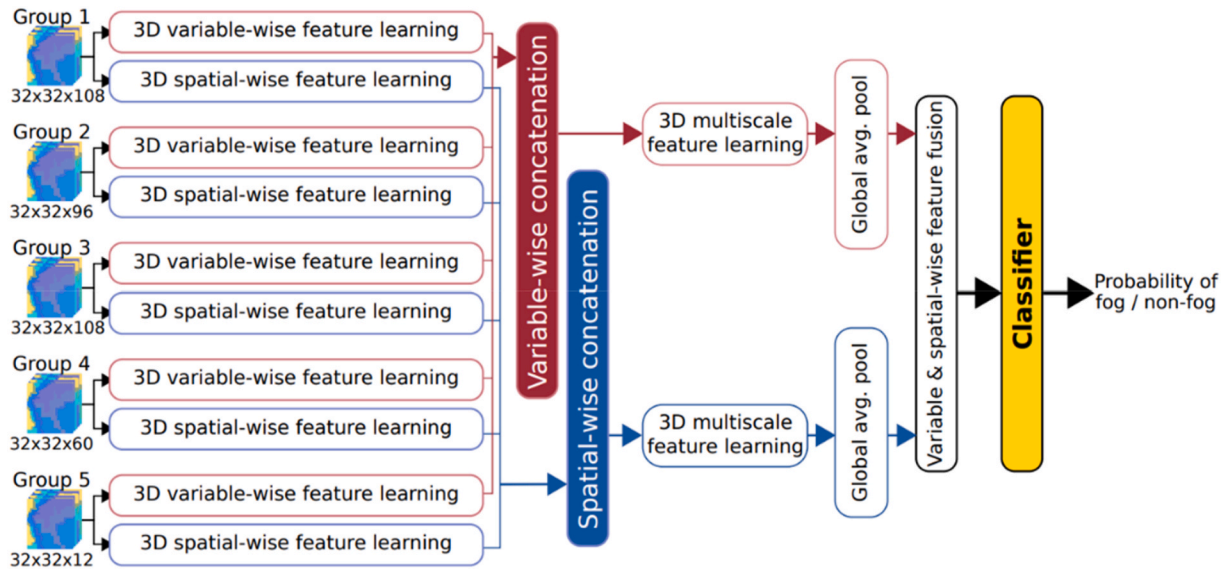 Group 1
32x32x108
3D variable-wise feature learning
3D spatial-wise feature learning
Group 2
32x32x96
3D variable-wise feature learning
3D spatial-wise feature learning
Group 3
32x32x108
3D variable-wise feature learning
3D spatial-wise feature learning
Group 4
32x32x60
3D variable-wise feature learning
3D spatial-wise feature learning
Group 5
32x32x12
3D variable-wise feature learning
3D spatial-wise feature learning
Variable-wise concatenation
Spatial-wise concatenation
3D multiscale
feature learning
Global avg. pool
3D multiscale
feature learning
Global avg. pool
Variable & spatial-wise feature fusion
Classifier
Probability of
fog / non-fog